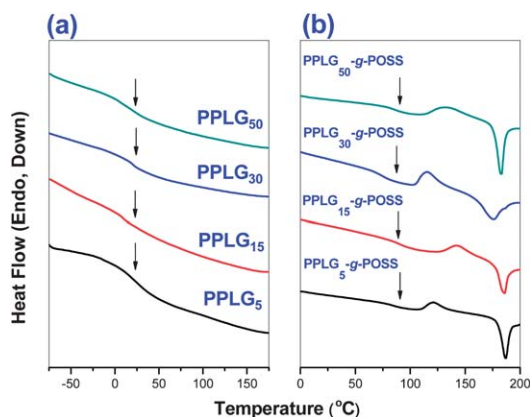 (a)
(b)
Heat Flow (Endo, Down)
PPLG50
PPLG30
PPLG15
PPLG5
PPLG50-g-POSS
PPLG30-g-POSS
PPLG15-g-POSS
PPLG5-g-POSS
-75 -50 0 50 100 150
0 50 100 150 200
Temperature (°C)